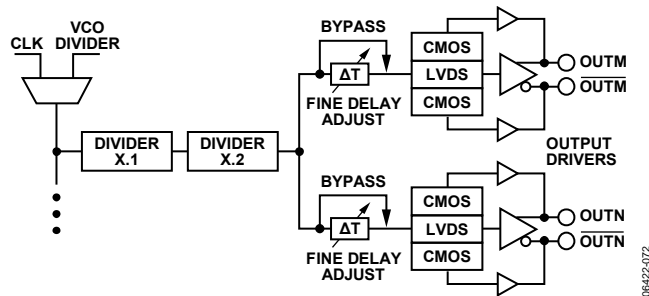 VCO
CLK DIVIDER
DIVIDER
X.1
DIVIDER
X.2
BYPASS
ΔT
FINE DELAY
ADJUST
CMOS
LVDS
CMOS
OUTM
OUTM
OUTPUT
DRIVERS
BYPASS
ΔT
FINE DELAY
ADJUST
CMOS
LVDS
CMOS
OUTN
OUTN
06422-072